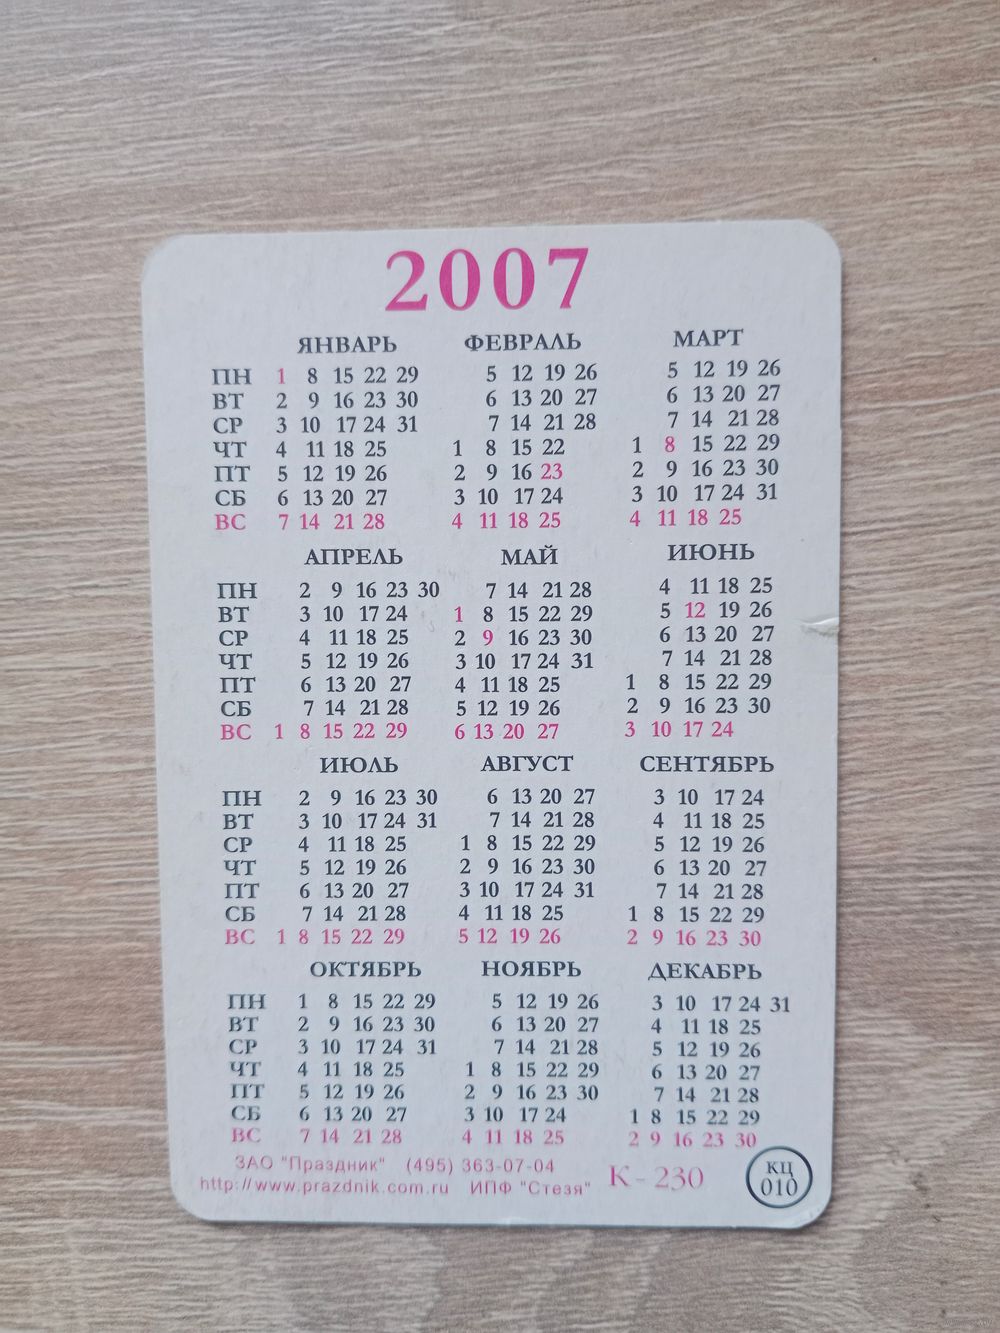 2007
ЯНВАРЬ ФЕВРАЛЬ МАРТ
ПН 1 8 15 22 29 5 12 19 26 5 12 19 26
ВТ 2 9 16 23 30 6 13 20 27 6 13 20 27
СР 3 10 17 24 31 7 14 21 28 7 14 21 28
ЧТ 4 11 18 25 1 8 15 22 1 8 15 22 29
ПТ 5 12 19 26 2 9 16 23 2 9 16 23 30
СБ 6 13 20 27 3 10 17 24 3 10 17 24 31
ВС 7 14 21 28 4 11 18 25 4 11 18 25
АПРЕЛЬ МАЙ ИЮНЬ
ПН 2 9 16 23 30 7 14 21 28 4 11 18 25
ВТ 3 10 17 24 1 8 15 22 29 5 12 19 26
СР 4 11 18 25 2 9 16 23 30 6 13 20 27
ЧТ 5 12 19 26 3 10 17 24 31 7 14 21 28
ПТ 6 13 20 27 4 11 18 25 1 8 15 22 29
СБ 7 14 21 28 5 12 19 26 2 9 16 23 30
ВС 1 8 15 22 29 6 13 20 27 3 10 17 24
ИЮЛЬ АВГУСТ СЕНТЯБРЬ
ПН 2 9 16 23 30 6 13 20 27 3 10 17 24
ВТ 3 10 17 24 31 7 14 21 28 4 11 18 25
СР 4 11 18 25 1 8 15 22 29 5 12 19 26
ЧТ 5 12 19 26 2 9 16 23 30 6 13 20 27
ПТ 6 13 20 27 3 10 17 24 31 7 14 21 28
СБ 7 14 21 28 4 11 18 25 1 8 15 22 29
ВС 1 8 15 22 29 5 12 19 26 2 9 16 23 30
ОКТЯБРЬ НОЯБРЬ ДЕКАБРЬ
ПН 1 8 15 22 29 5 12 19 26 3 10 17 24 31
ВТ 2 9 16 23 30 6 13 20 27 4 11 18 25
СР 3 10 17 24 31 7 14 21 28 5 12 19 26
ЧТ 4 11 18 25 1 8 15 22 29 6 13 20 27
ПТ 5 12 19 26 2 9 16 23 30 7 14 21 28
СБ 6 13 20 27 3 10 17 24 1 8 15 22 29
ВС 7 14 21 28 4 11 18 25 2 9 16 23 30
ЗАО "Праздник" (495) 363-07-04
http://www.prazdnik.com.ru ИПФ "Стезя"
К - 230
КЦ
010